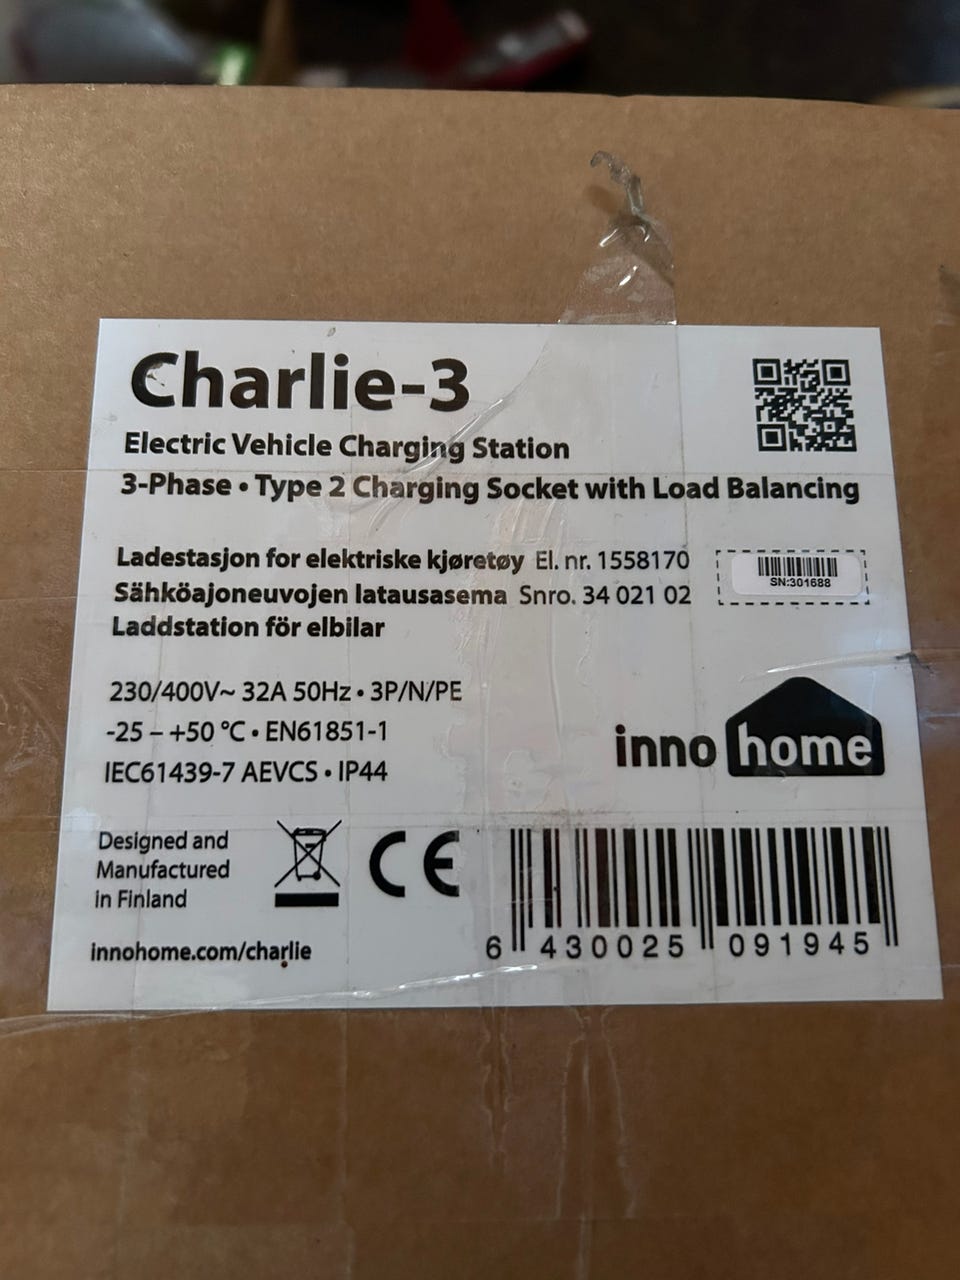 Charlie-3
Electric Vehicle Charging Station
3-Phase • Type 2 Charging Socket with Load Balancing
Ladestasjon for elektriske kjøretøy El. nr. 1558170
Sähköajoneuvojen latausasema Snro. 34 021 02
Laddstation för elbilar
SN:301688
230/400V~ 32A 50Hz • 3P/N/PE
-25 – +50 °C • EN61851-1
IEC61439-7 AEVCS • IP44
inno home
Designed and
Manufactured
in Finland
CE
innohome.com/charlie
6 430025 091945